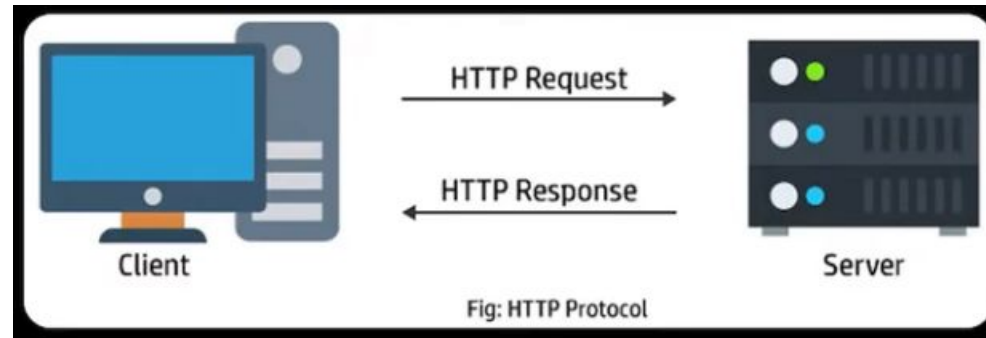 HTTP Request
HTTP Response
Client
Server
Fig: HTTP Protocol